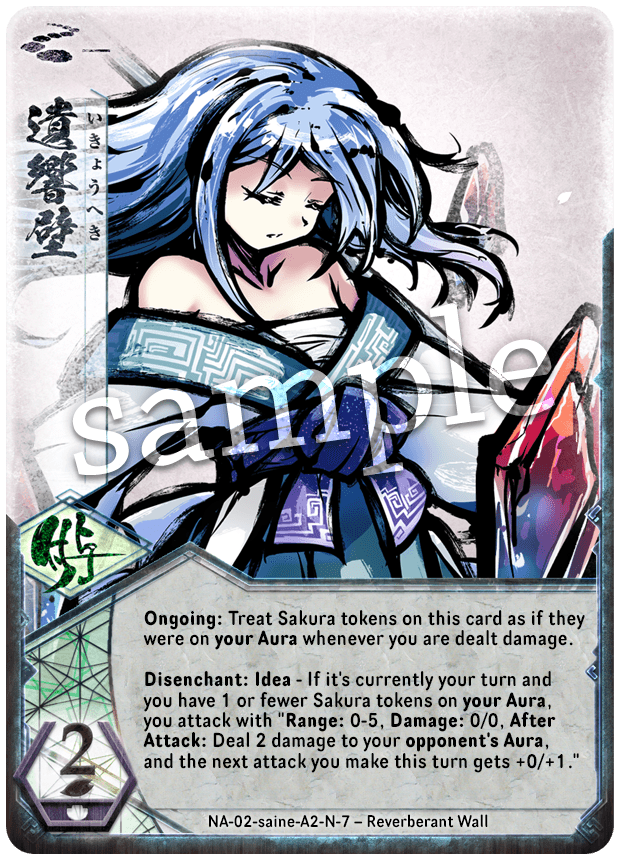 遺響壁
いきょうへき
sample
付与
Ongoing: Treat Sakura tokens on this card as if they
were on your Aura whenever you are dealt damage.
Disenchant: Idea - If it's currently your turn and
you have 1 or fewer Sakura tokens on your Aura,
you attack with "Range: 0-5, Damage: 0/0, After
Attack: Deal 2 damage to your opponent's Aura,
and the next attack you make this turn gets +0/+1."
2
NA-02-saine-A2-N-7 – Reverberant Wall